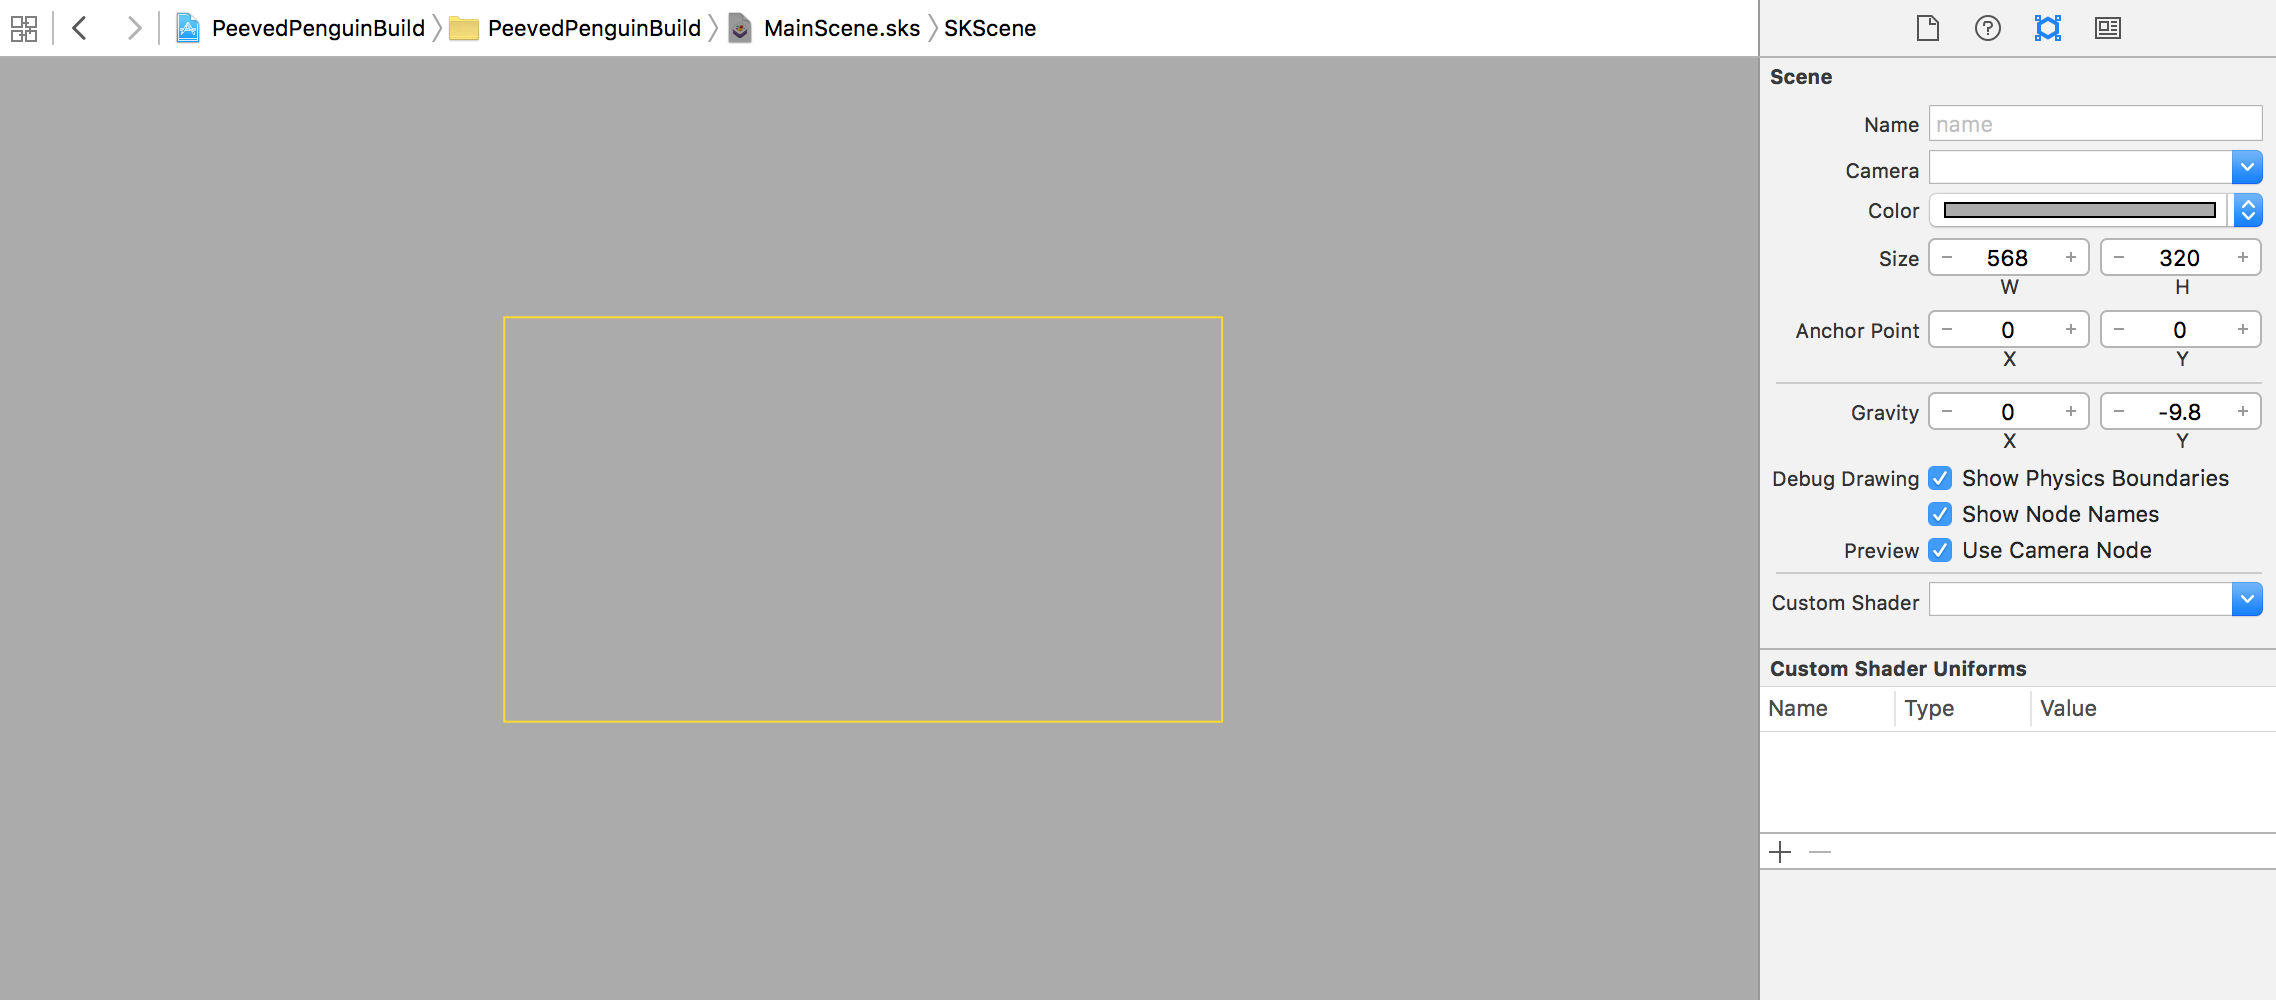 PeevedPenguinBuild PeevedPenguinBuild MainScene.sks SKScene
Scene
Name name
Camera
Color
Size − 568 + − 320 +
W H
Anchor Point − 0 + − 0 +
X Y
Gravity − 0 + − -9.8 +
X Y
Debug Drawing Show Physics Boundaries
Show Node Names
Preview Use Camera Node
Custom Shader
Custom Shader Uniforms
Name Type Value